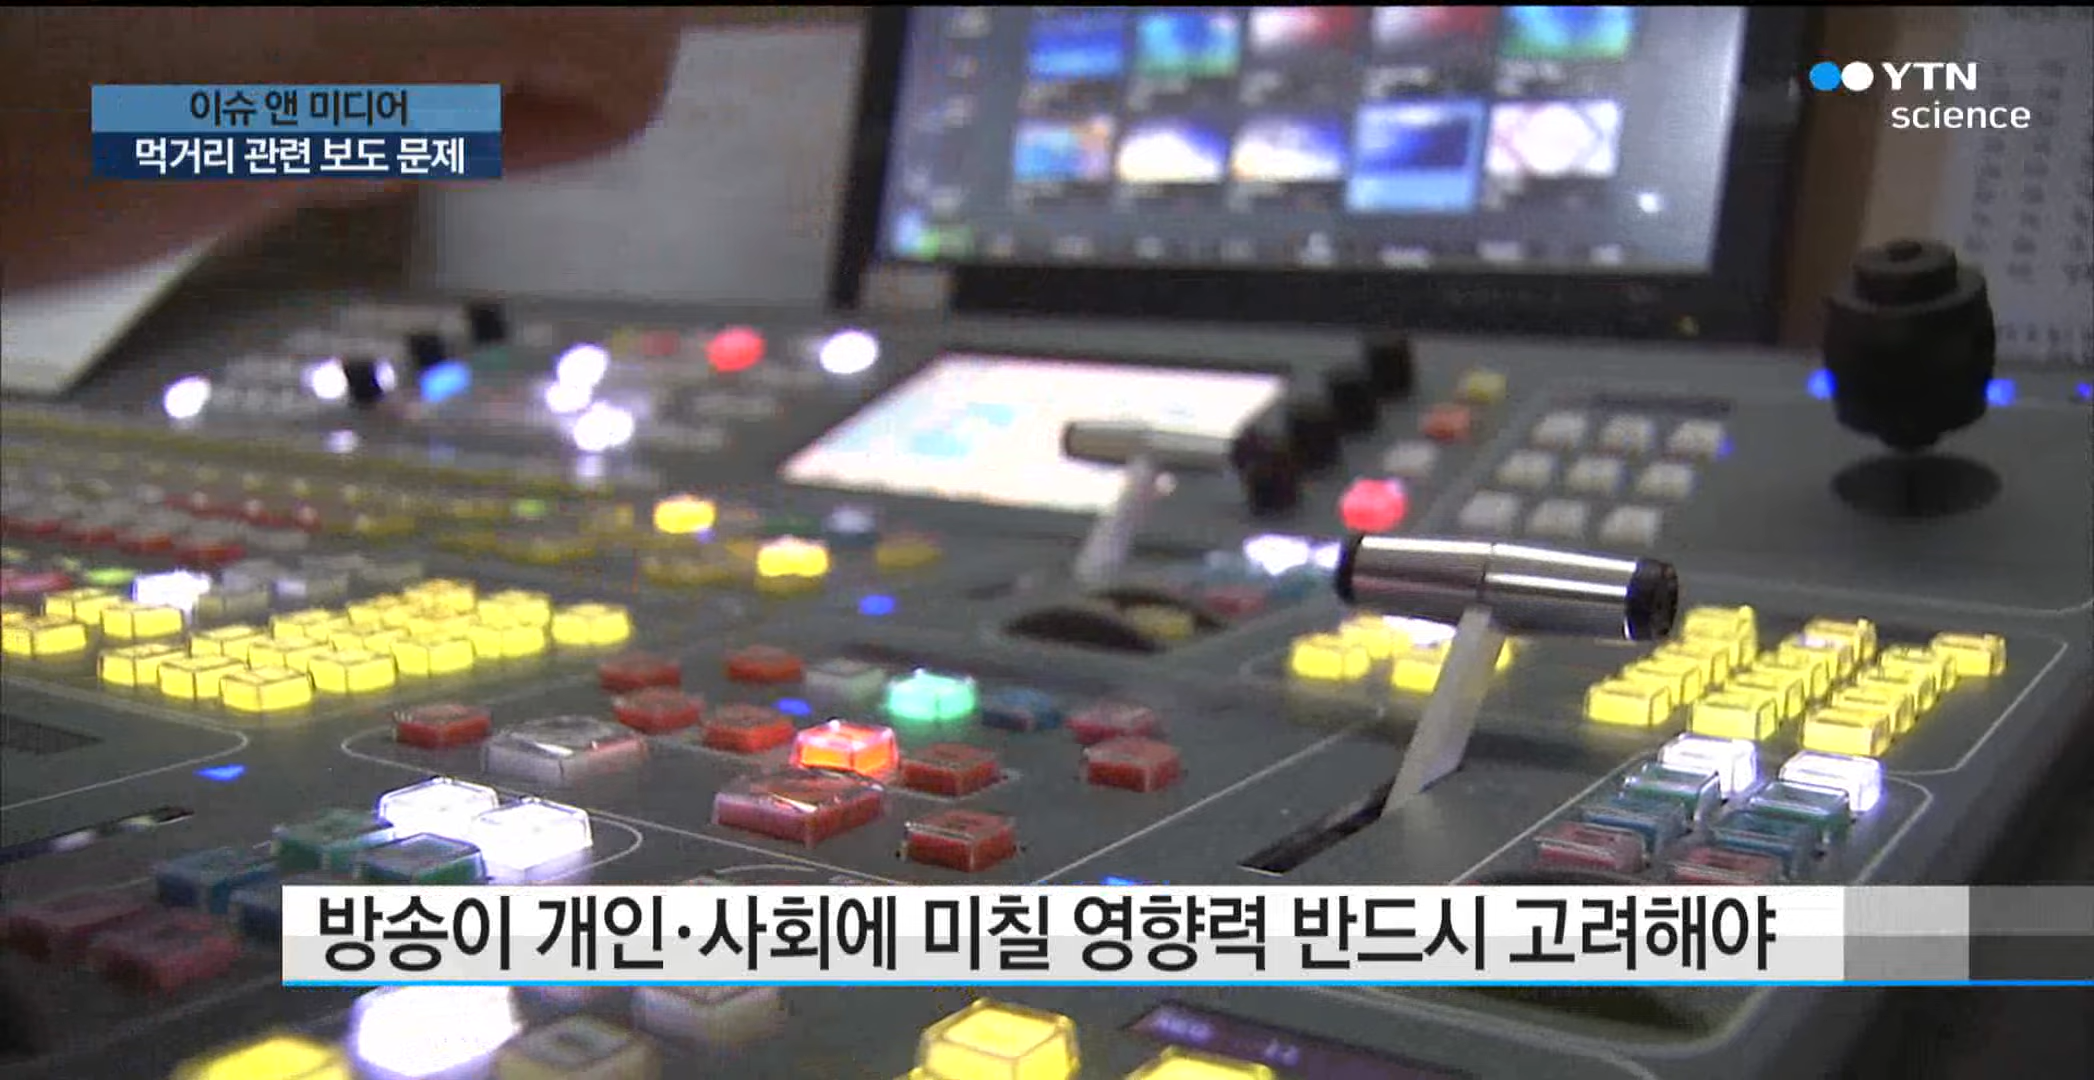 이슈 앤 미디어
먹거리 관련 보도 문제
YTN
science
방송이 개인·사회에 미칠 영향력 반드시 고려해야